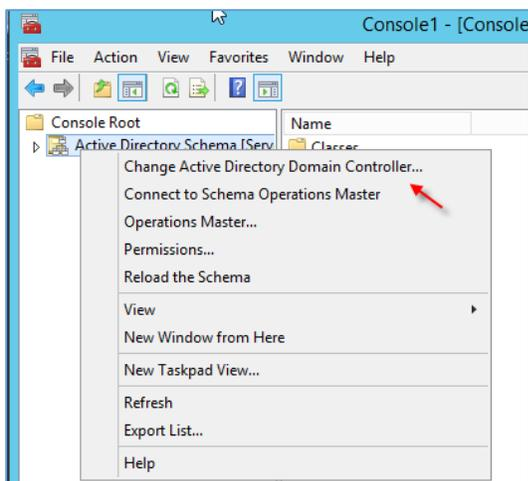 Console1 - [Console
File Action View Favorites Window Help
Console Root
Name
Active Directory Schema [Serv
Classes
Change Active Directory Domain Controller...
Connect to Schema Operations Master
Operations Master...
Permissions...
Reload the Schema
View
New Window from Here
New Taskpad View...
Refresh
Export List...
Help